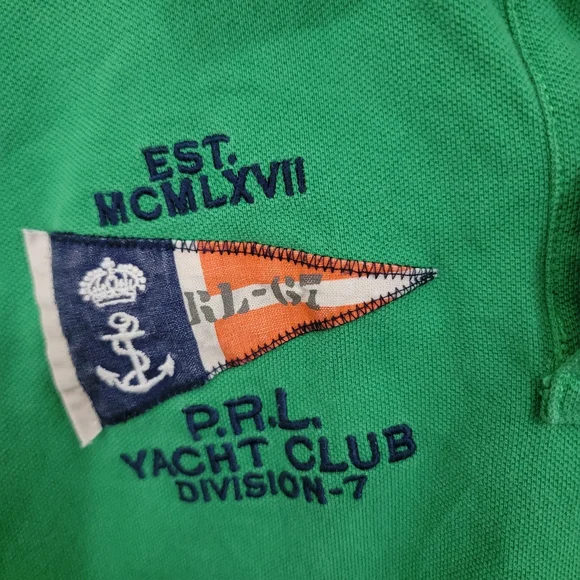 EST.
MCMLXVII
RL-67
P.R.L.
YACHT CLUB
DIVISION-7